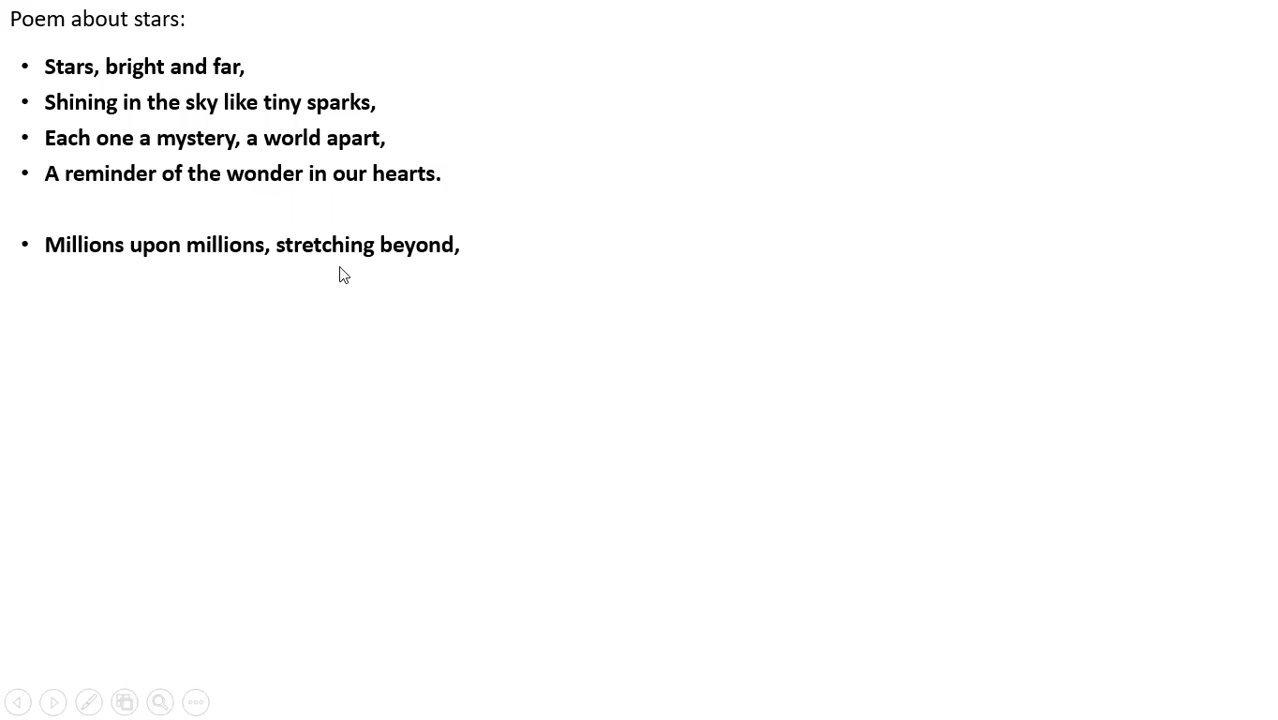 Poem about stars:
• Stars, bright and far,
• Shining in the sky like tiny sparks,
• Each one a mystery, a world apart,
• A reminder of the wonder in our hearts.
• Millions upon millions, stretching beyond,